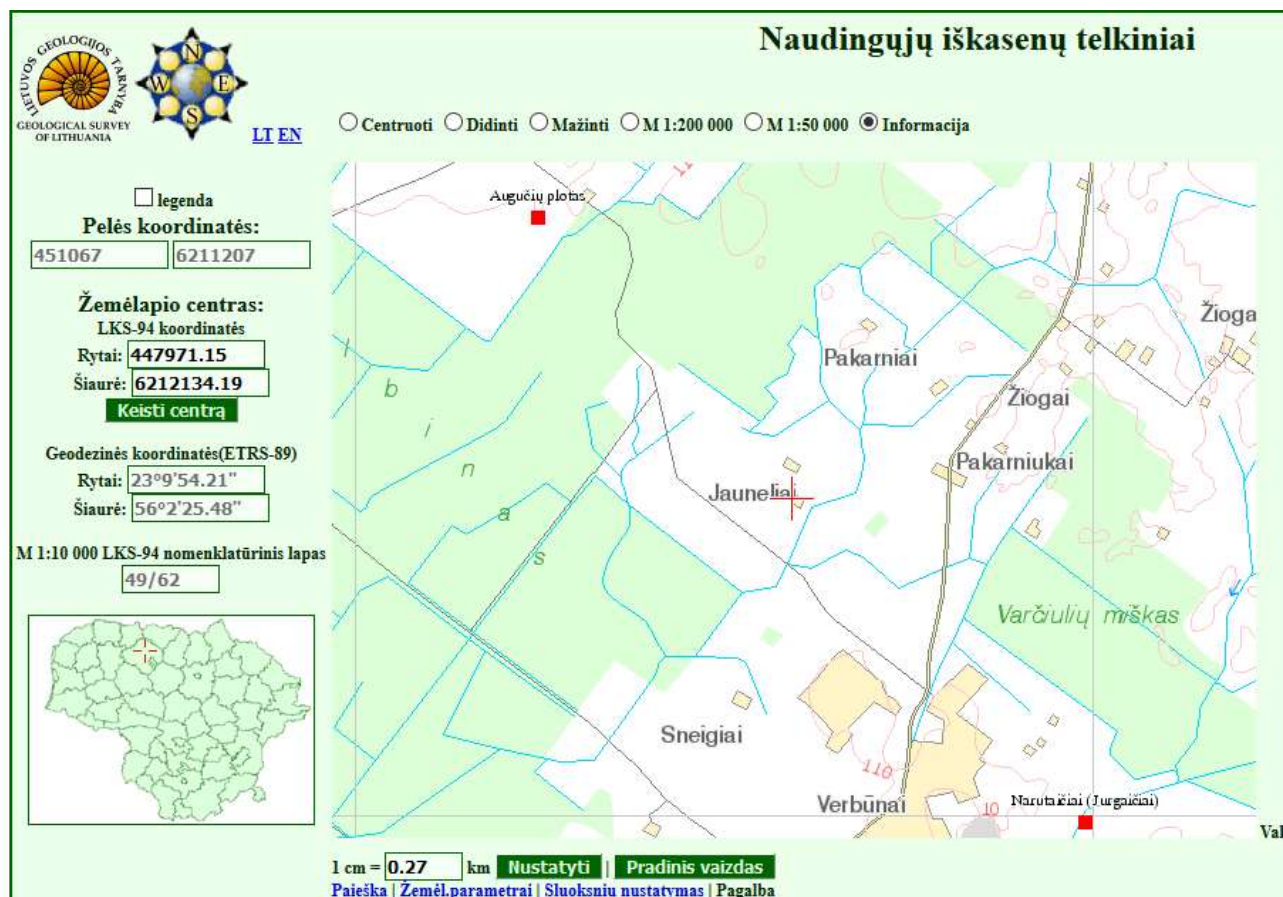 Naudingųjų iškasenų telkiniai
LIETUVOS GEOLOGIJOS TARNYBA
GEOLOGICAL SURVEY
OF LITHUANIA
N
W E
S
LT EN
Centruoti Didinti Mažinti M 1:200 000 M 1:50 000 Informacija
legenda
Pelės koordinatės:
451067 6211207
Žemėlapio centras:
LKS-94 koordinatės
Rytai: 447971.15
Šiaurė: 6212134.19
Keisti centrą
Geodezinės koordinatės(ETRS-89)
Rytai: 23°9'54.21"
Šiaurė: 56°2'25.48"
M 1:10 000 LKS-94 nomenklatūrinis lapas
49/62
Augučių plotas
Žioga
Pakarniai
Žiogai
Pakarniukai
Jauneliai
l b i n a s
Varčiulių miškas
Sneigiai
110
Verbūnai
Narutaičiai (Jurgaičiai)
10
Val
1 cm = 0.27 km Nustatyti | Pradinis vaizdas
Paieška | Žemėl.parametrai | Sluoksnių nustatymas | Pagalba